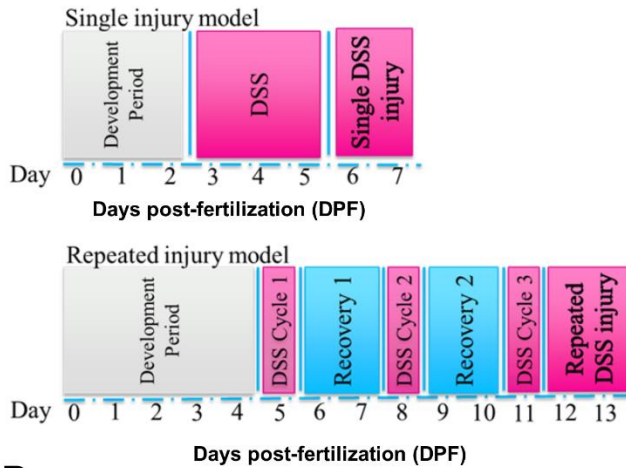 Single injury model
Development
Period
DSS
Single DSS
injury
Day 0 1 2 3 4 5 6 7
Days post-fertilization (DPF)
Repeated injury model
Development
Period
DSS Cycle 1
Recovery 1
DSS Cycle 2
Recovery 2
DSS Cycle 3
Repeated
DSS injury
Day 0 1 2 3 4 5 6 7 8 9 10 11 12 13
Days post-fertilization (DPF)